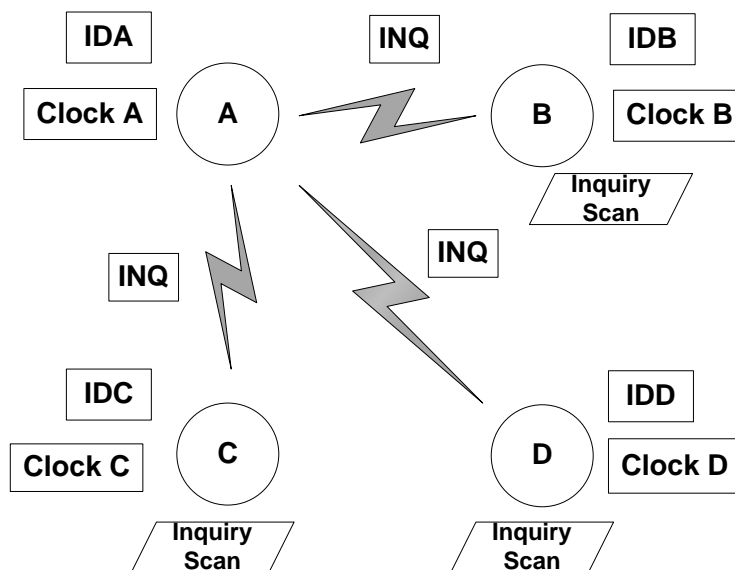 IDA
INQ
IDB
Clock A
A
B
Clock B
Inquiry
Scan
INQ
INQ
IDC
IDD
Clock C
C
D
Clock D
Inquiry
Scan
Inquiry
Scan